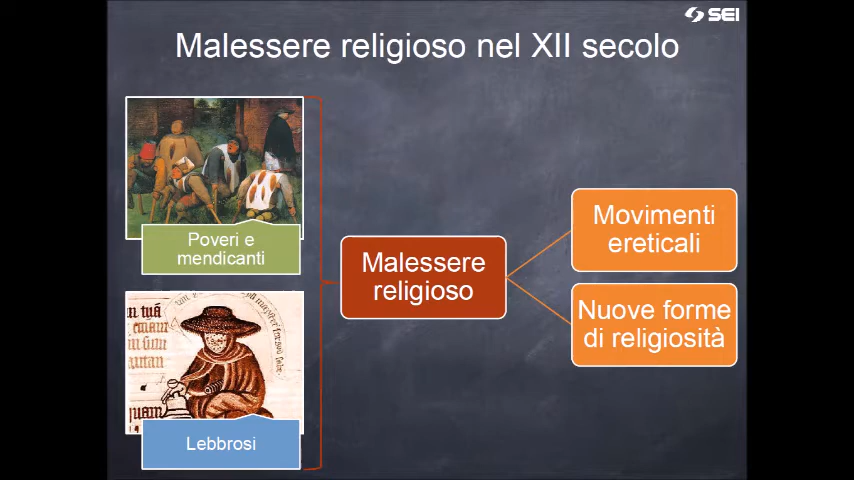 SEI
Malessere religioso nel XII secolo
Poveri e
mendicanti
Malessere
religioso
Movimenti
ereticali
Nuove forme
di religiosità
Lebbrosi